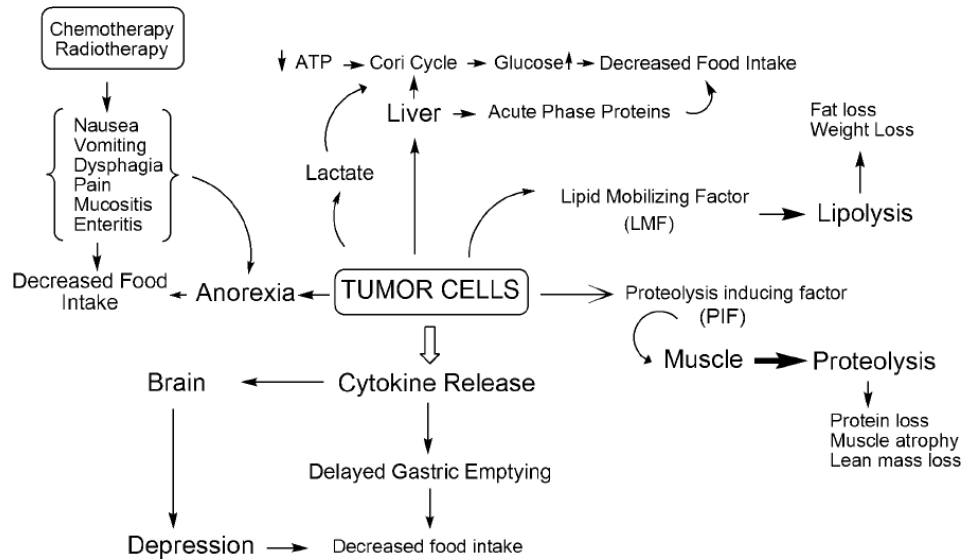 Chemotherapy
Radiotherapy
ATP
Cori Cycle
Glucose
Decreased Food Intake
Liver
Acute Phase Proteins
Lactate
Nausea
Vomiting
Dysphagia
Pain
Mucositis
Enteritis
Fat loss
Weight Loss
Lipid Mobilizing Factor
(LMF)
Lipolysis
Decreased Food
Intake
Anorexia
TUMOR CELLS
Proteolysis inducing factor
(PIF)
Muscle
Proteolysis
Protein loss
Muscle atrophy
Lean mass loss
Brain
Cytokine Release
Delayed Gastric Emptying
Depression
Decreased food intake